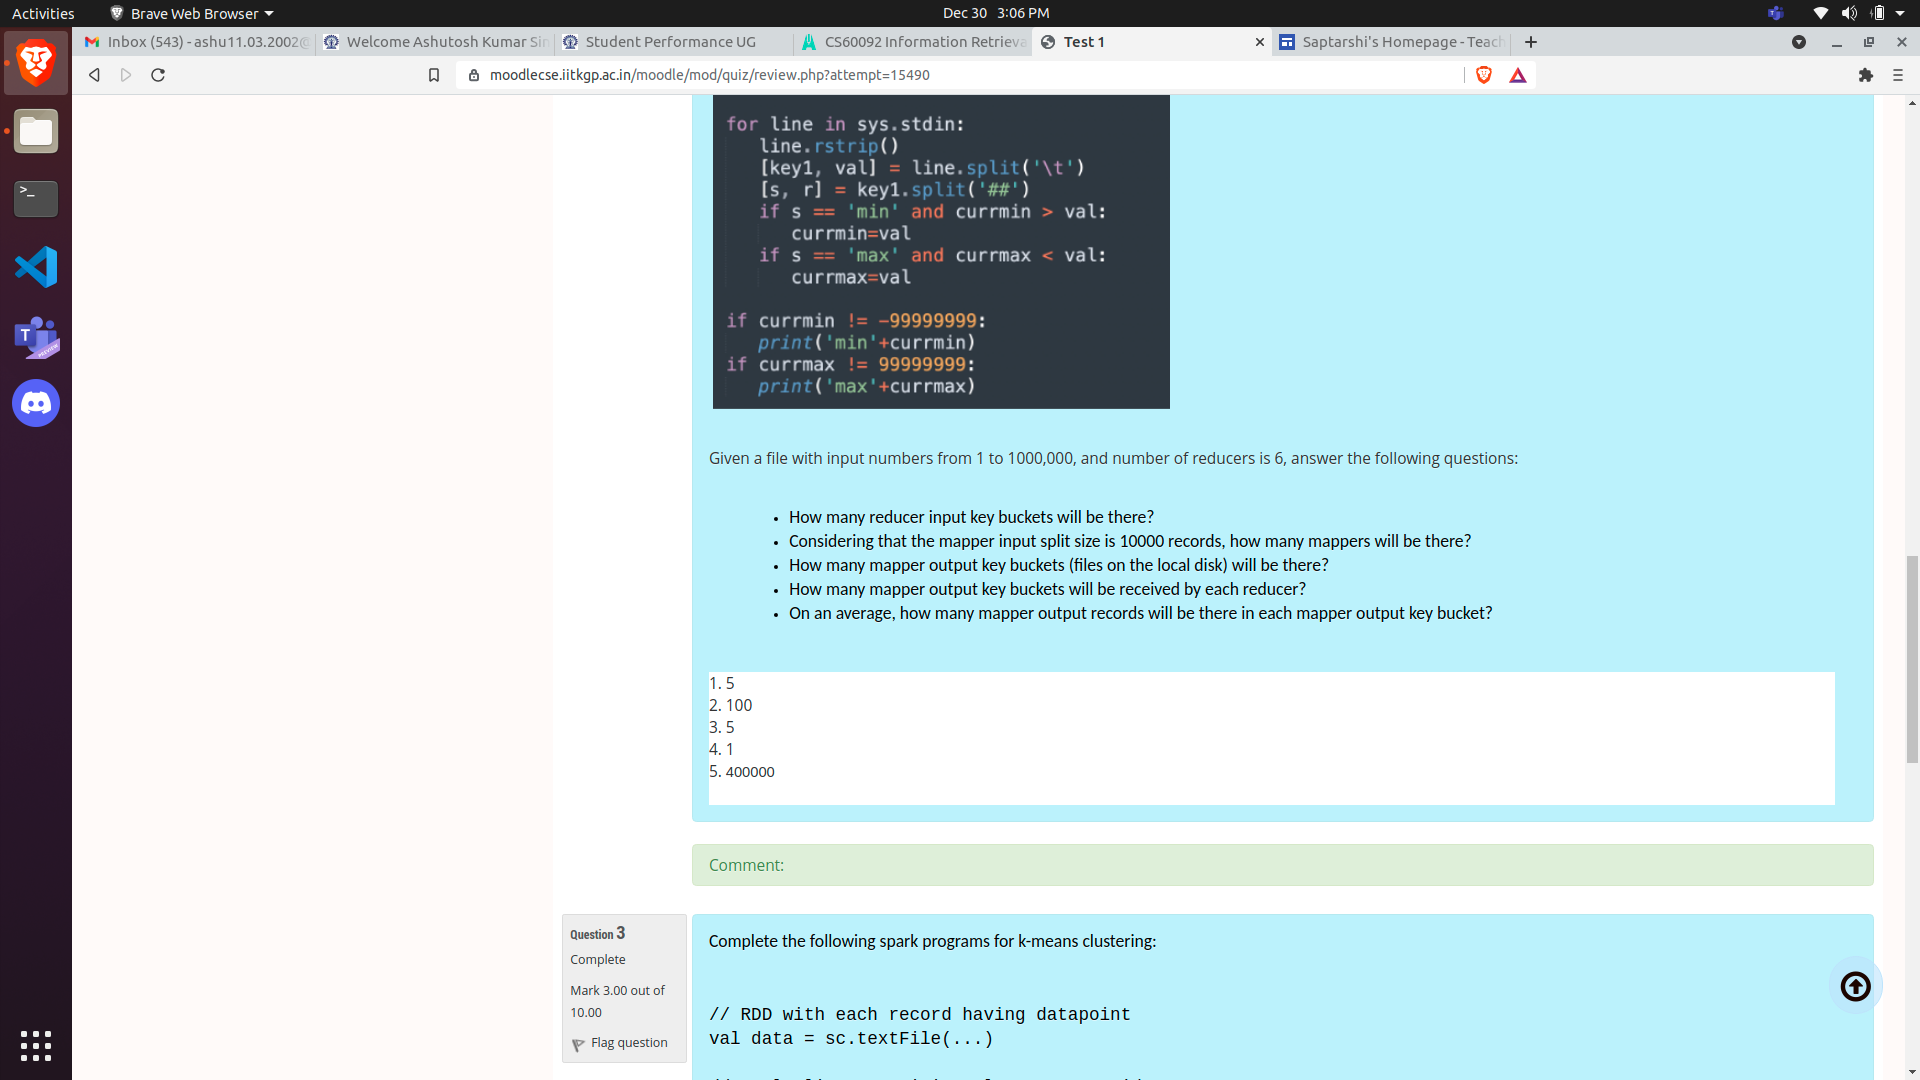 Activities
Brave Web Browser
Dec 30 3:06 PM
Inbox (543) - ashu11.03.2002@
Welcome Ashutosh Kumar Sin
Student Performance UG
CS60092 Information Retrieva
Test 1
Saptarshi's Homepage - Teach
moodlecse.iitkgp.ac.in/moodle/mod/quiz/review.php?attempt=15490
for line in sys.stdin:
line.rstrip()
[key1, val] = line.split('\t')
[s, r] = key1.split('##')
if s == 'min' and currmin > val:
currmin=val
if s == 'max' and currmax < val:
currmax=val
if currmin != -99999999:
print('min'+currmin)
if currmax != 99999999:
print('max'+currmax)
Given a file with input numbers from 1 to 1000,000, and number of reducers is 6, answer the following questions:
• How many reducer input key buckets will be there?
• Considering that the mapper input split size is 10000 records, how many mappers will be there?
• How many mapper output key buckets (files on the local disk) will be there?
• How many mapper output key buckets will be received by each reducer?
• On an average, how many mapper output records will be there in each mapper output key bucket?
1. 5
2. 100
3. 5
4. 1
5. 400000
Comment:
Question 3
Complete
Mark 3.00 out of
10.00
Flag question
Complete the following spark programs for k-means clustering:
// RDD with each record having datapoint
val data = sc.textFile(...)